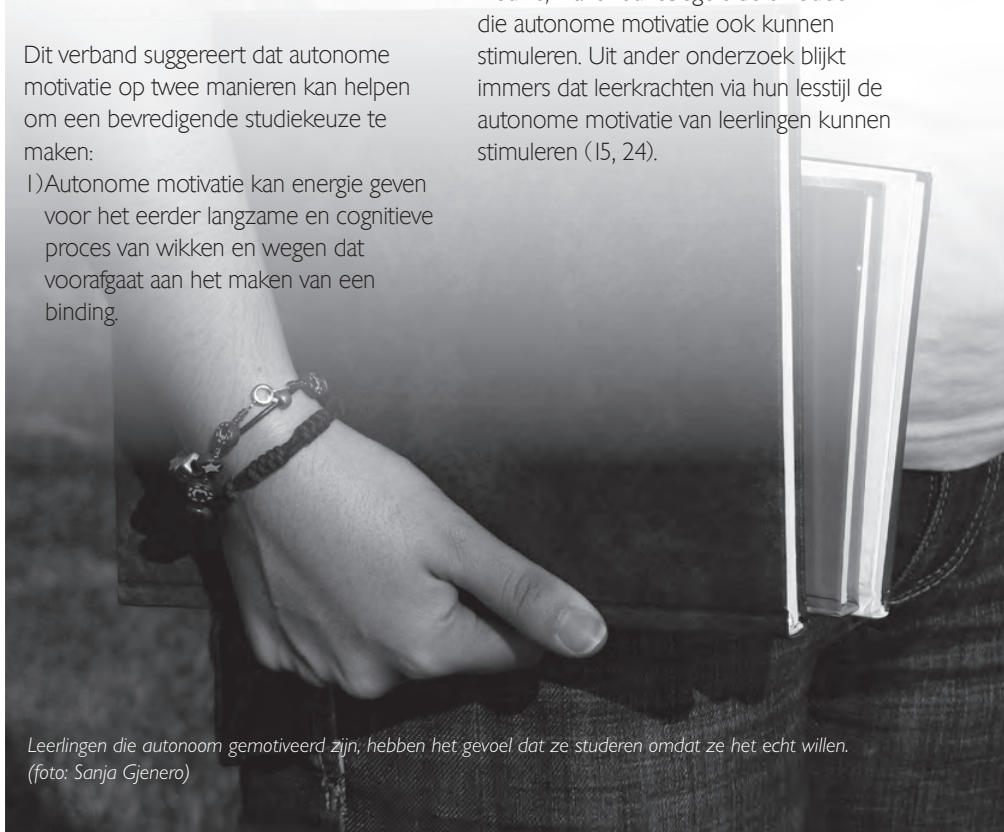 Dit verband suggereert dat autonome
motivatie op twee manieren kan helpen
om een bevredigende studiekeuze te
maken:
1)Autonome motivatie kan energie geven
voor het eerder langzame en cognitieve
proces van wikken en wegen dat
voorafgaat aan het maken van een
binding.
die autonome motivatie ook kunnen
stimuleren. Uit ander onderzoek blijkt
immers dat leerkrachten via hun lesstijl de
autonome motivatie van leerlingen kunnen
stimuleren (15, 24).
Leerlingen die autonoom gemotiveerd zijn, hebben het gevoel dat ze studeren omdat ze het echt willen.
(foto: Sanja Gjenero)